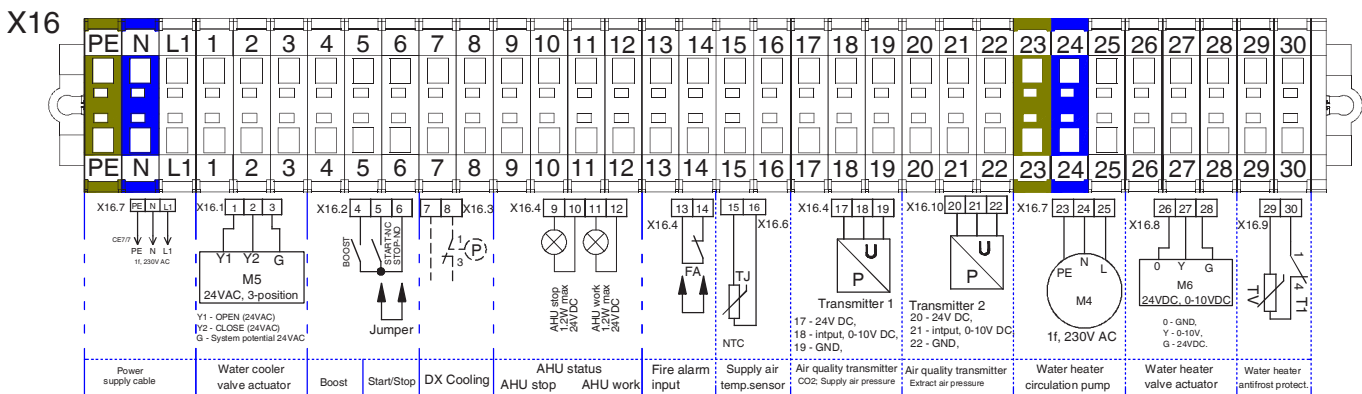 X16
PE N L1 1 2 3 4 5 6 7 8 9 10 11 12 13 14 15 16 17 18 19 20 21 22 23 24 25 26 27 28 29 30
PE N L1 1 2 3 4 5 6 7 8 9 10 11 12 13 14 15 16 17 18 19 20 21 22 23 24 25 26 27 28 29 30
X16.7 PE N L1
CE7/7
PE N L1
1f, 230V AC
Power
supply cable
X16.1 1 2 3
Y1 Y2 G
M5
24VAC, 3-position
Y1 - OPEN (24VAC)
Y2 - CLOSE (24VAC)
G - System potential 24VAC
Water cooler
valve actuator
X16.2 4 5 6
BOOST
START-NC
STOP-NO
Jumper
Boost
Start/Stop
7 8 X16.3
1
3
P
DX Cooling
X16.4 9 10 11 12
AHU stop
1.2W max
24V DC
AHU work
1.2W max
24V DC
AHU status
AHU stop AHU work
13 14
X16.4
FA
Fire alarm
input
15 16
X16.6
TJ
NTC
Supply air
temp.sensor
X16.4 17 18 19
U
P
Transmitter 1
17 - 24V DC,
18 - intput, 0-10V DC,
19 - GND,
Air quality transmitter
CO2; Supply air pressure
X16.10 20 21 22
U
P
Transmitter 2
20 - 24V DC,
21 - intput, 0-10V DC
22 - GND,
Air quality transmitter
Extract air pressure
X16.7 23 24 25
PE N L
M4
1f, 230V AC
Water heater
circulation pump
26 27 28
X16.8
0 Y G
M6
24VDC, 0-10VDC
0 - GND,
Y - 0-10V,
G - 24VDC.
Water heater
valve actuator
29 30
X16.9
TV
1
4
T1
Water heater
antifrost protect.